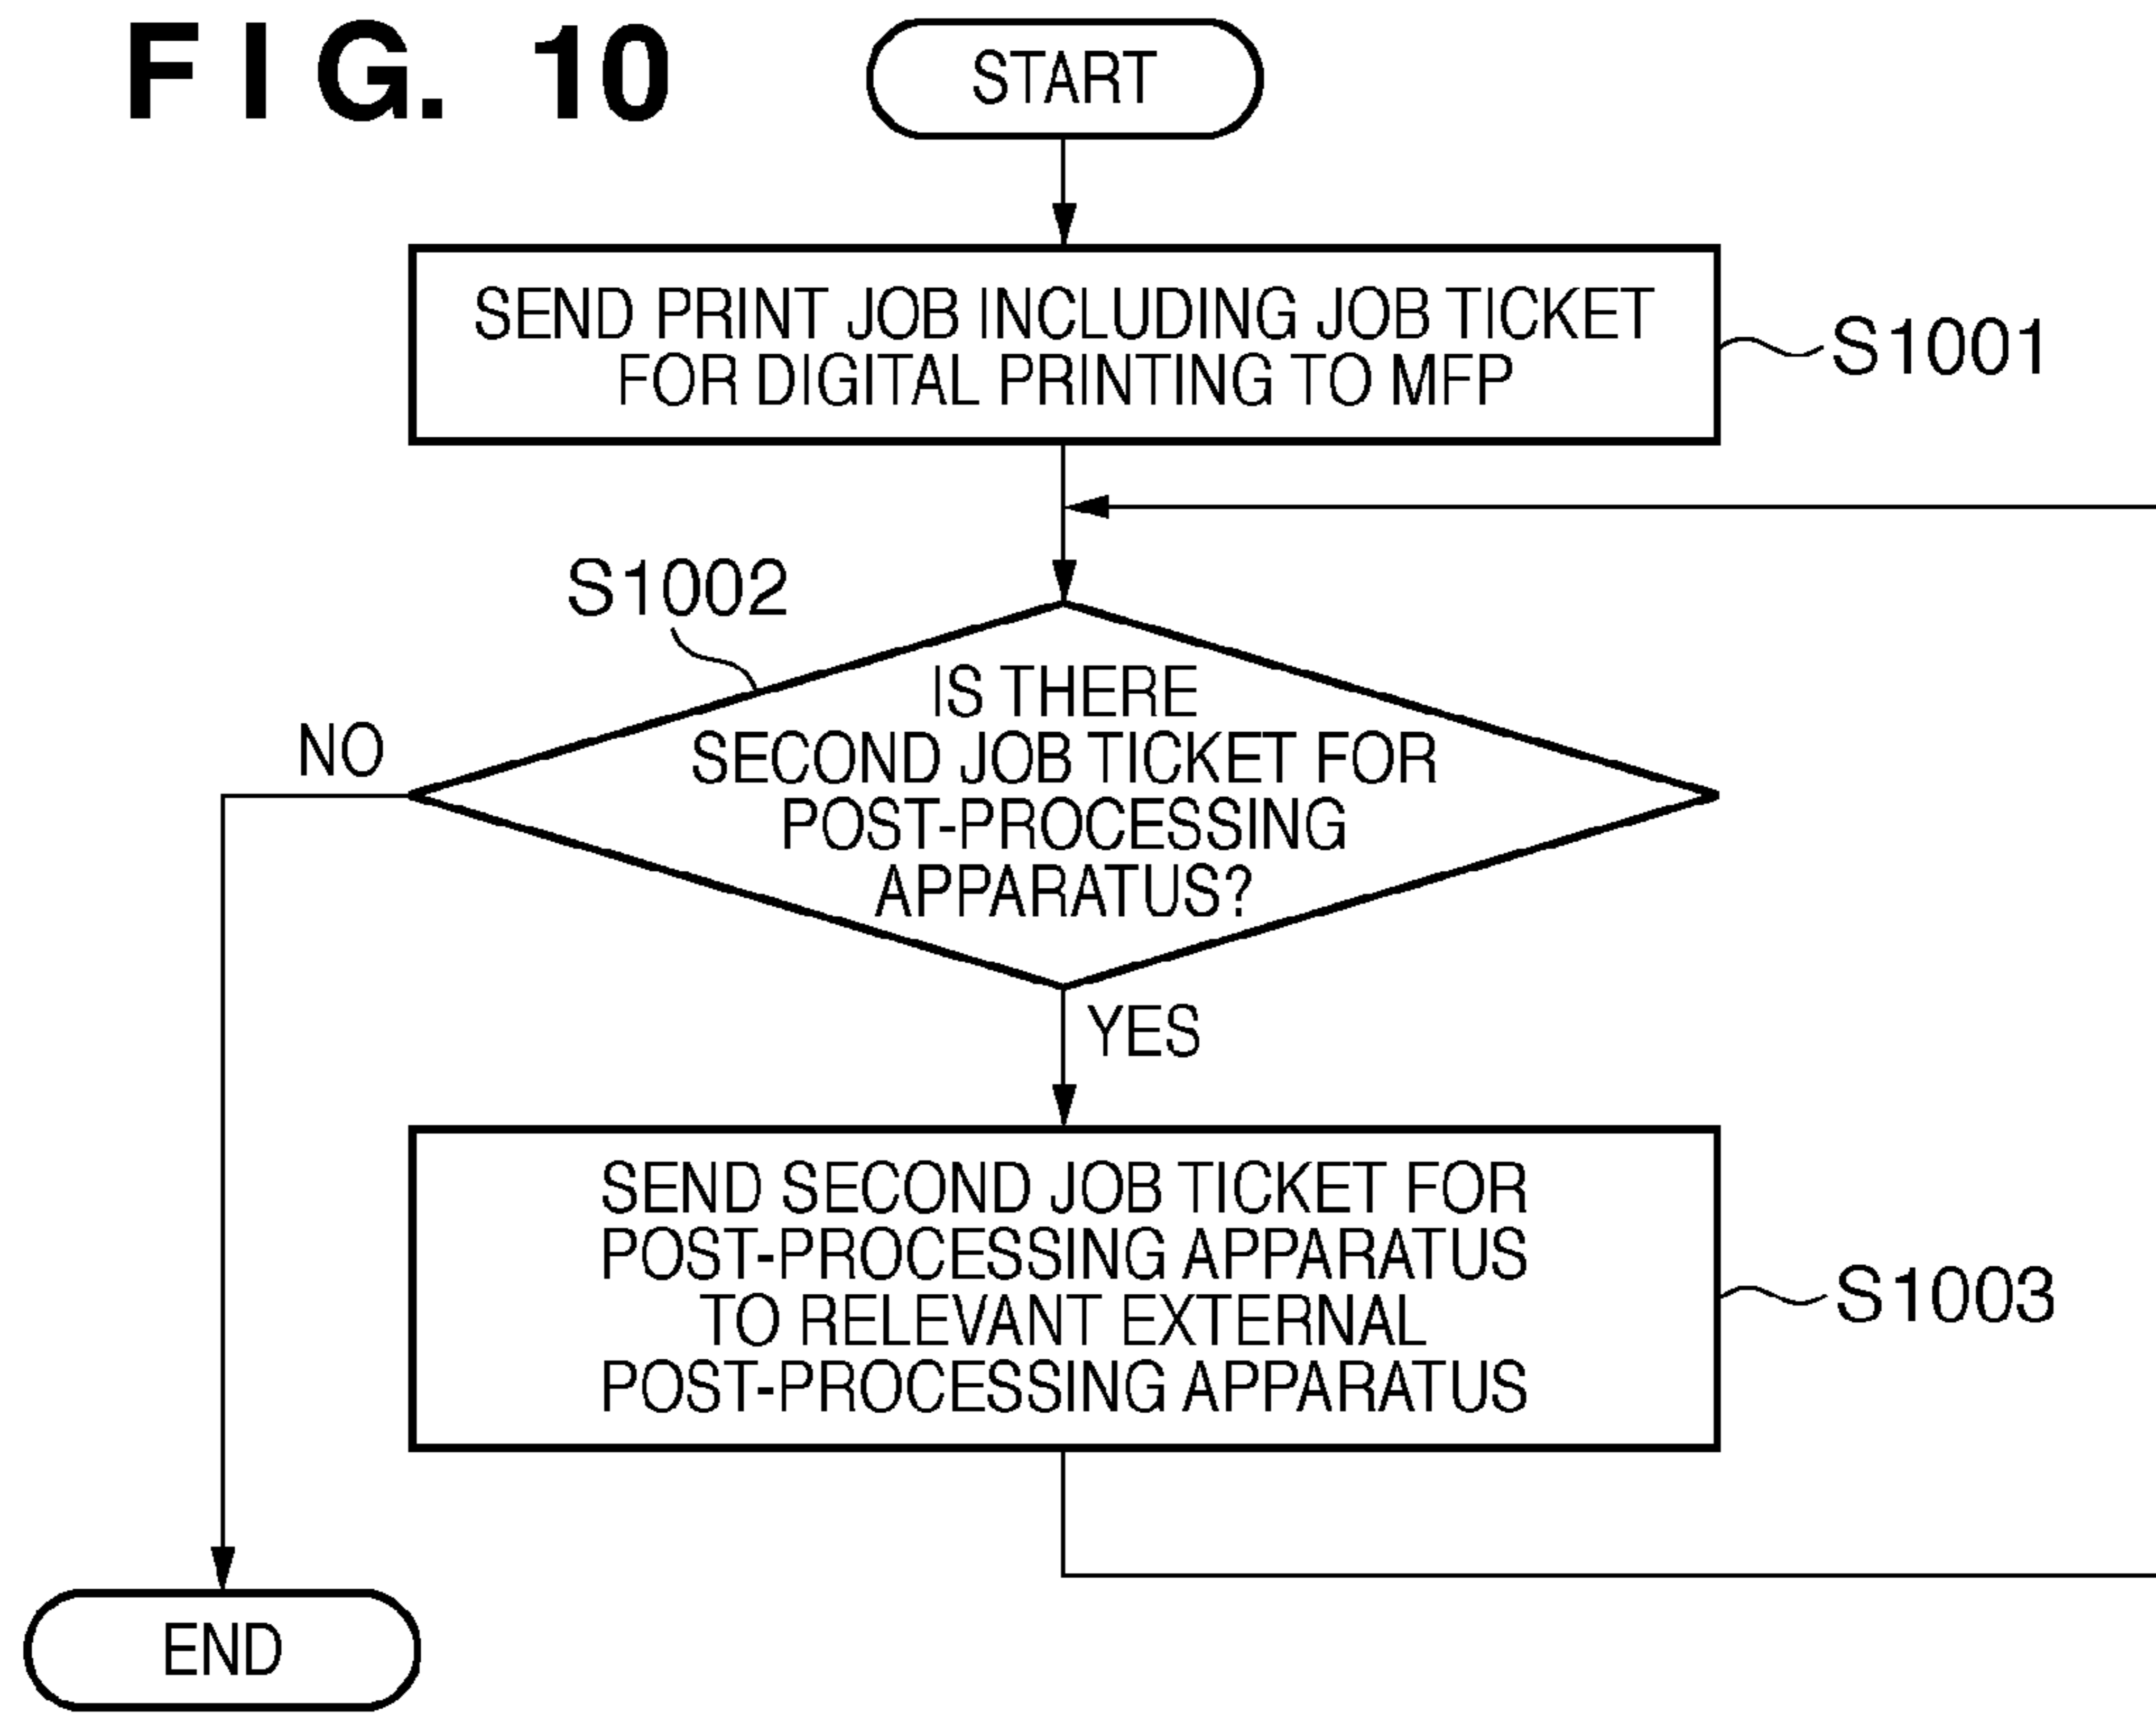 FIG. 10
START
SEND PRINT JOB INCLUDING JOB TICKET
FOR DIGITAL PRINTING TO MFP
S1001
S1002
IS THERE
SECOND JOB TICKET FOR
POST-PROCESSING
APPARATUS?
NO
YES
SEND SECOND JOB TICKET FOR
POST-PROCESSING APPARATUS
TO RELEVANT EXTERNAL
POST-PROCESSING APPARATUS
S1003
END